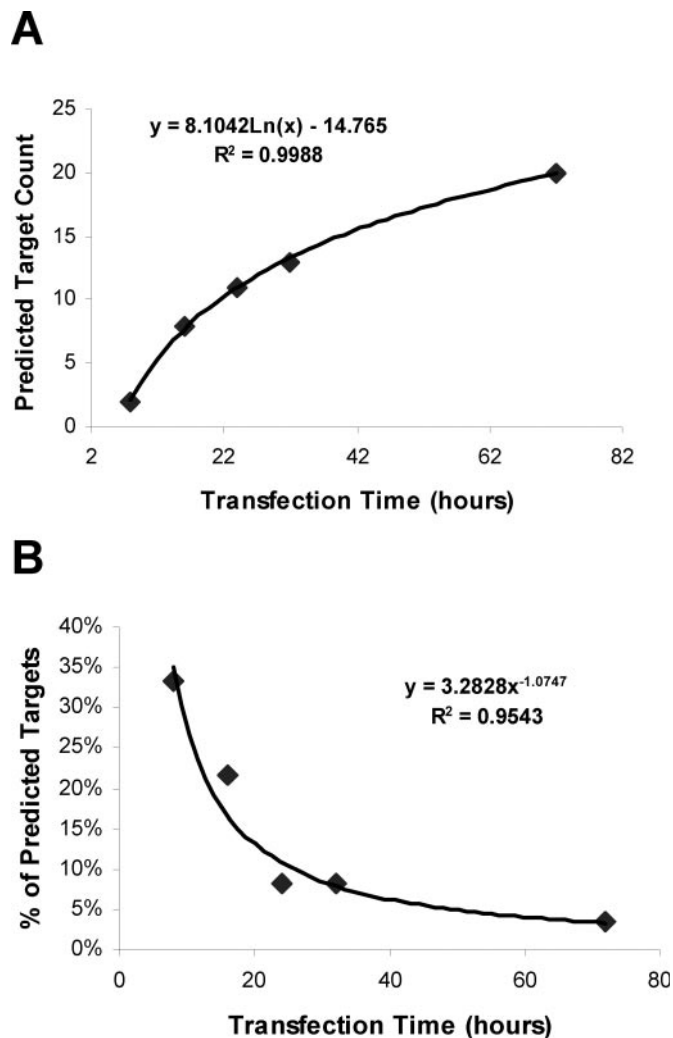 A
y = 8.1042Ln(x) - 14.765
R² = 0.9988
25
20
15
10
5
0
Predicted Target Count
2 22 42 62 82
Transfection Time (hours)
B
y = 3.2828x⁻¹·⁰⁷⁴⁷
R² = 0.9543
40%
35%
30%
25%
20%
15%
10%
5%
0%
% of Predicted Targets
0 20 40 60 80
Transfection Time (hours)